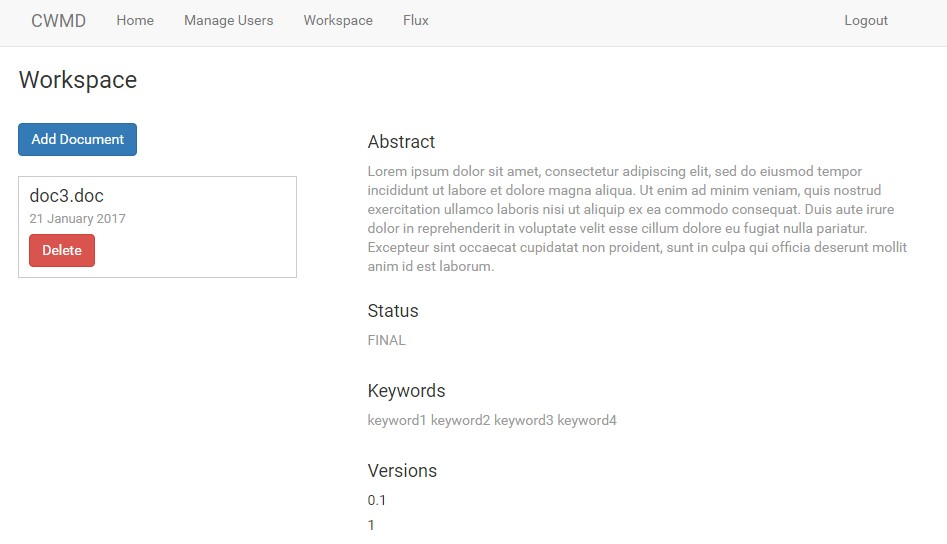 CWMD Home Manage Users Workspace Flux Logout
Workspace
Add Document
doc3.doc
21 January 2017
Delete
Abstract
Lorem ipsum dolor sit amet, consectetur adipiscing elit, sed do eiusmod tempor
incididunt ut labore et dolore magna aliqua. Ut enim ad minim veniam, quis nostrud
exercitation ullamco laboris nisi ut aliquip ex ea commodo consequat. Duis aute irure
dolor in reprehenderit in voluptate velit esse cillum dolore eu fugiat nulla pariatur.
Excepteur sint occaecat cupidatat non proident, sunt in culpa qui officia deserunt mollit
anim id est laborum.
Status
FINAL
Keywords
keyword1 keyword2 keyword3 keyword4
Versions
0.1
1